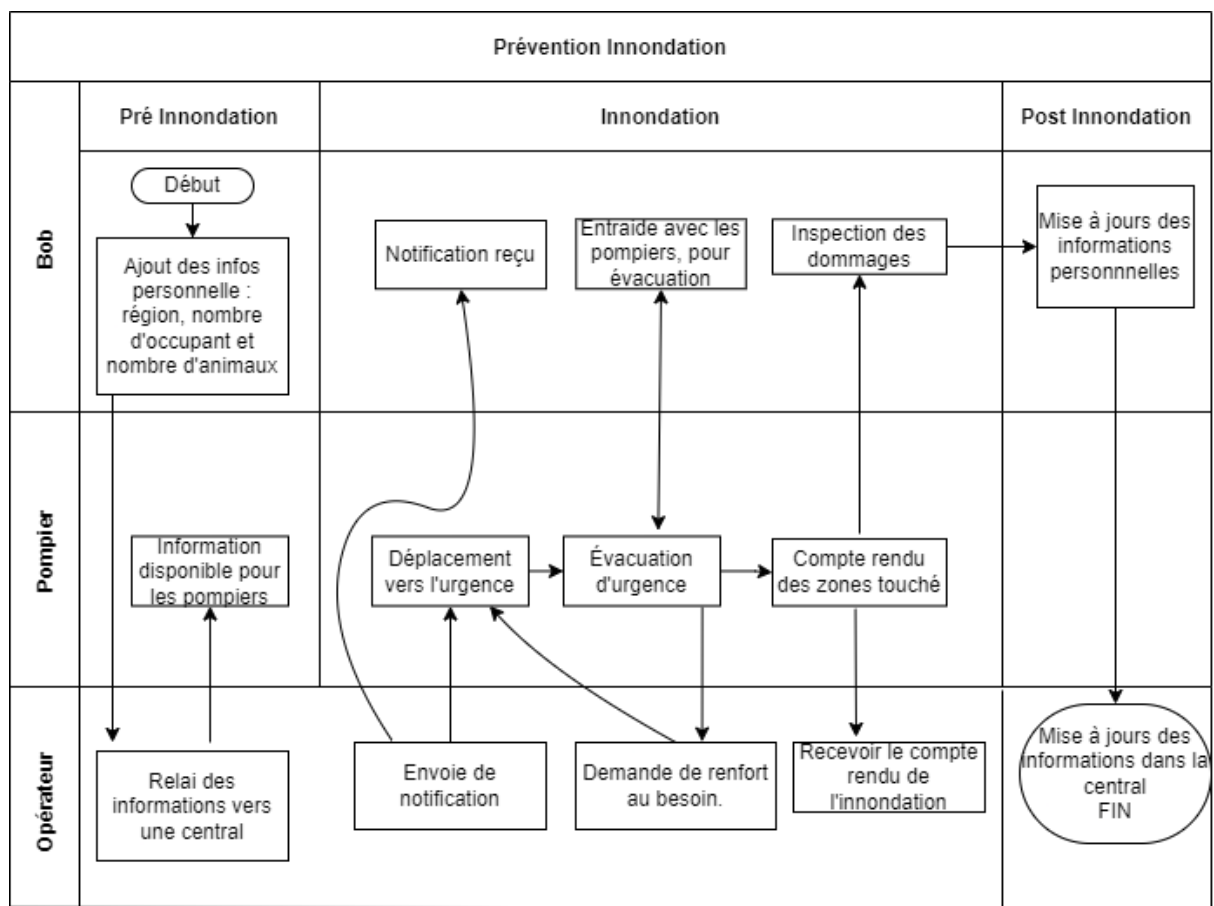 Prévention Innondation
Pré Innondation
Innondation
Post Innondation
Bob
Début
Ajout des infos
personnelle :
région, nombre
d'occupant et
nombre d'animaux
Notification reçu
Entraide avec les
pompiers, pour
évacuation
Inspection des
dommages
Mise à jours des
informations
personnnelles
Pompier
Information
disponible pour
les pompiers
Déplacement
vers l'urgence
Évacuation
d'urgence
Compte rendu
des zones touché
Opérateur
Relai des
informations vers
une central
Envoie de
notification
Demande de renfort
au besoin.
Recevoir le compte
rendu de
l'innondation
Mise à jours des
informations dans la
central
FIN